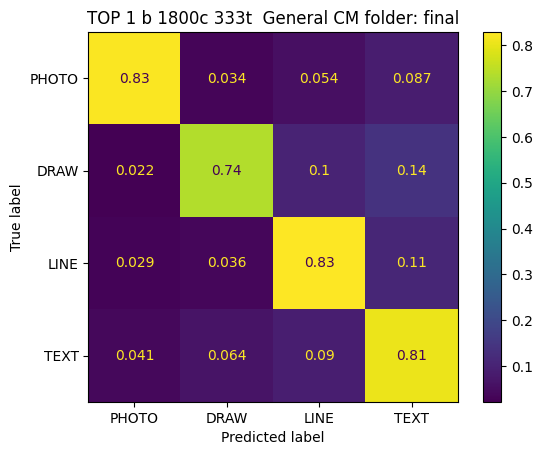 TOP 1 b 1800c 333t  General CM folder: final
PHOTO 0.83 0.034 0.054 0.087
DRAW 0.022 0.74 0.1 0.14
LINE 0.029 0.036 0.83 0.11
TEXT 0.041 0.064 0.09 0.81
PHOTO DRAW LINE TEXT
Predicted label
True label
0.8
0.7
0.6
0.5
0.4
0.3
0.2
0.1